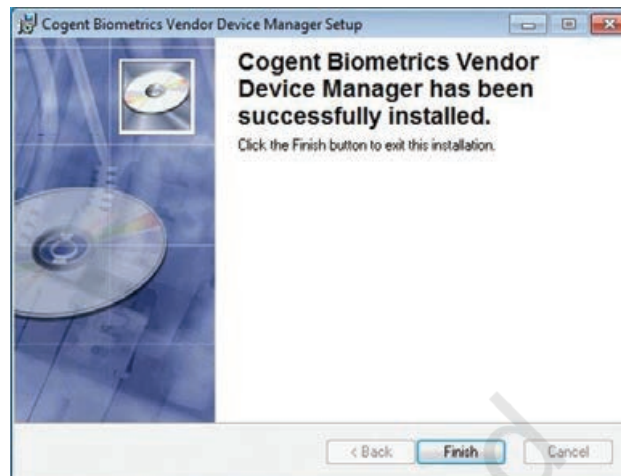 Cogent Biometrics Vendor Device Manager Setup
Cogent Biometrics Vendor
Device Manager has been
successfully installed.
Click the Finish button to exit this installation.
< Back
Finish
Cancel